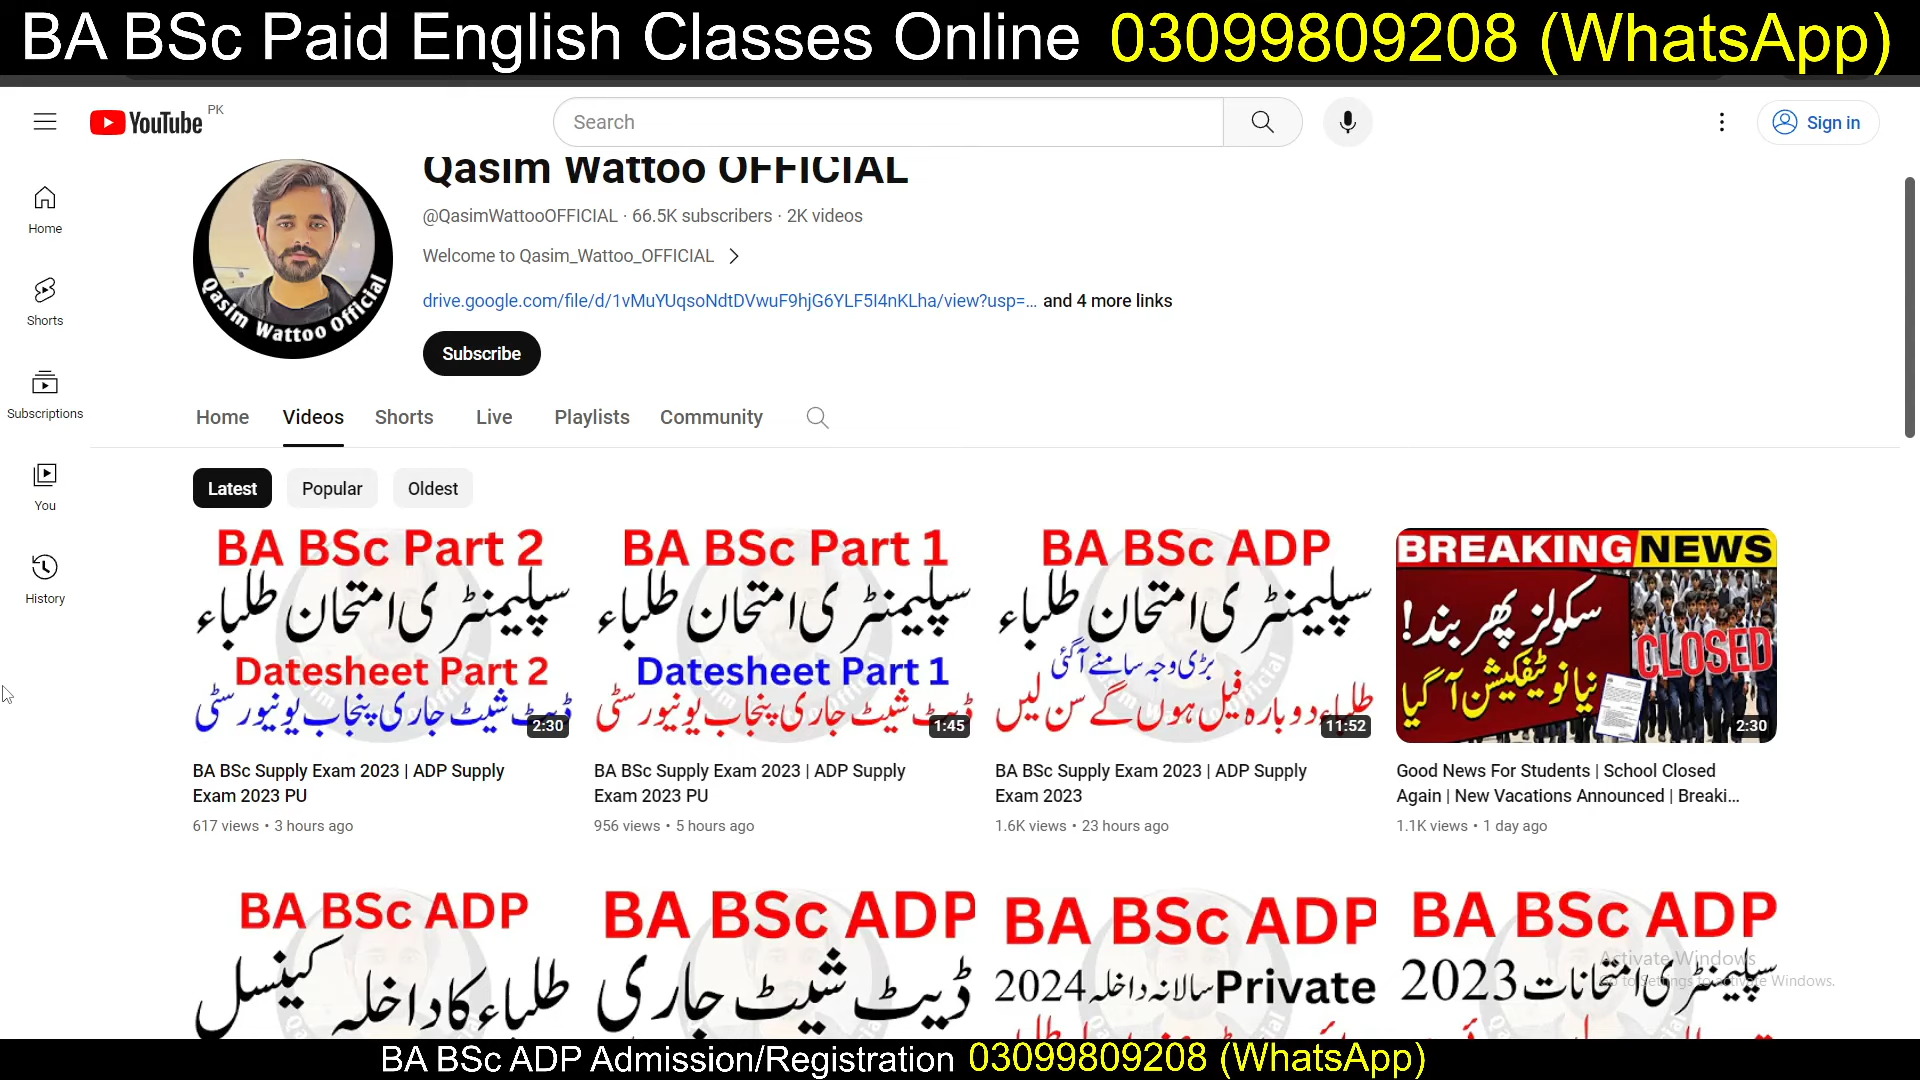 BA BSc Paid English Classes Online 03099809208 (WhatsApp)
YouTube PK
Search
Sign in
Home
Shorts
Subscriptions
You
History
Qasim Wattoo OFFICIAL
@QasimWattooOFFICIAL · 66.5K subscribers · 2K videos
Welcome to Qasim_Wattoo_OFFICIAL
drive.google.com/file/d/1vMuYUqsoNdtDVwuF9hjG6YLF5I4nKLha/view?usp=... and 4 more links
Subscribe
Qasim Wattoo Official
Home Videos Shorts Live Playlists Community
Latest Popular Oldest
BA BSc Part 2
سپلیمنٹری امتحان طلباء
Datesheet Part 2
ڈیٹ شیٹ جاری پنجاب یونیورسٹی
2:30
BA BSc Supply Exam 2023 | ADP Supply
Exam 2023 PU
617 views • 3 hours ago
BA BSc Part 1
سپلیمنٹری امتحان طلباء
Datesheet Part 1
ڈیٹ شیٹ جاری پنجاب یونیورسٹی
1:45
BA BSc Supply Exam 2023 | ADP Supply
Exam 2023 PU
956 views • 5 hours ago
BA BSc ADP
سپلیمنٹری امتحان طلباء
بڑی وجہ سامنے آگئی
طلباء دوبارہ فیل ہوں گے سن لیں
11:52
BA BSc Supply Exam 2023 | ADP Supply
Exam 2023
1.6K views • 23 hours ago
BREAKING NEWS
سکولز پھر بند!
CLOSED
نیا نوٹیفکیشن آ گیا
2:30
Good News For Students | School Closed
Again | New Vacations Announced | Breaki...
1.1K views • 1 day ago
BA BSc ADP
طلباء کا داخلہ کینسل
BA BSc ADP
ڈیٹ شیٹ جاری
BA BSc ADP
Private سالانہ داخلہ 2024
BA BSc ADP
سپلیمنٹری امتحانات 2023
Activate Windows
Go to Settings to activate Windows.
BA BSc ADP Admission/Registration 03099809208 (WhatsApp)